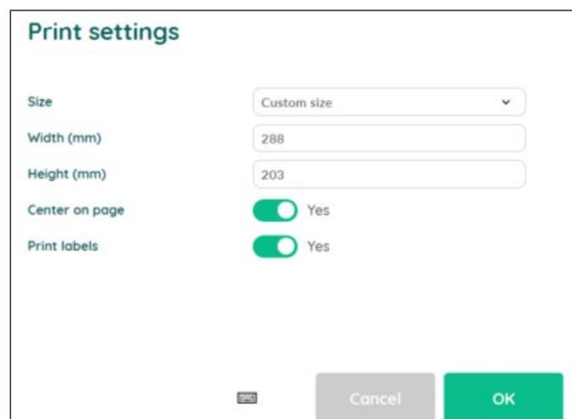 Print settings
Size Custom size
Width (mm) 288
Height (mm) 203
Center on page Yes
Print labels Yes
Cancel OK